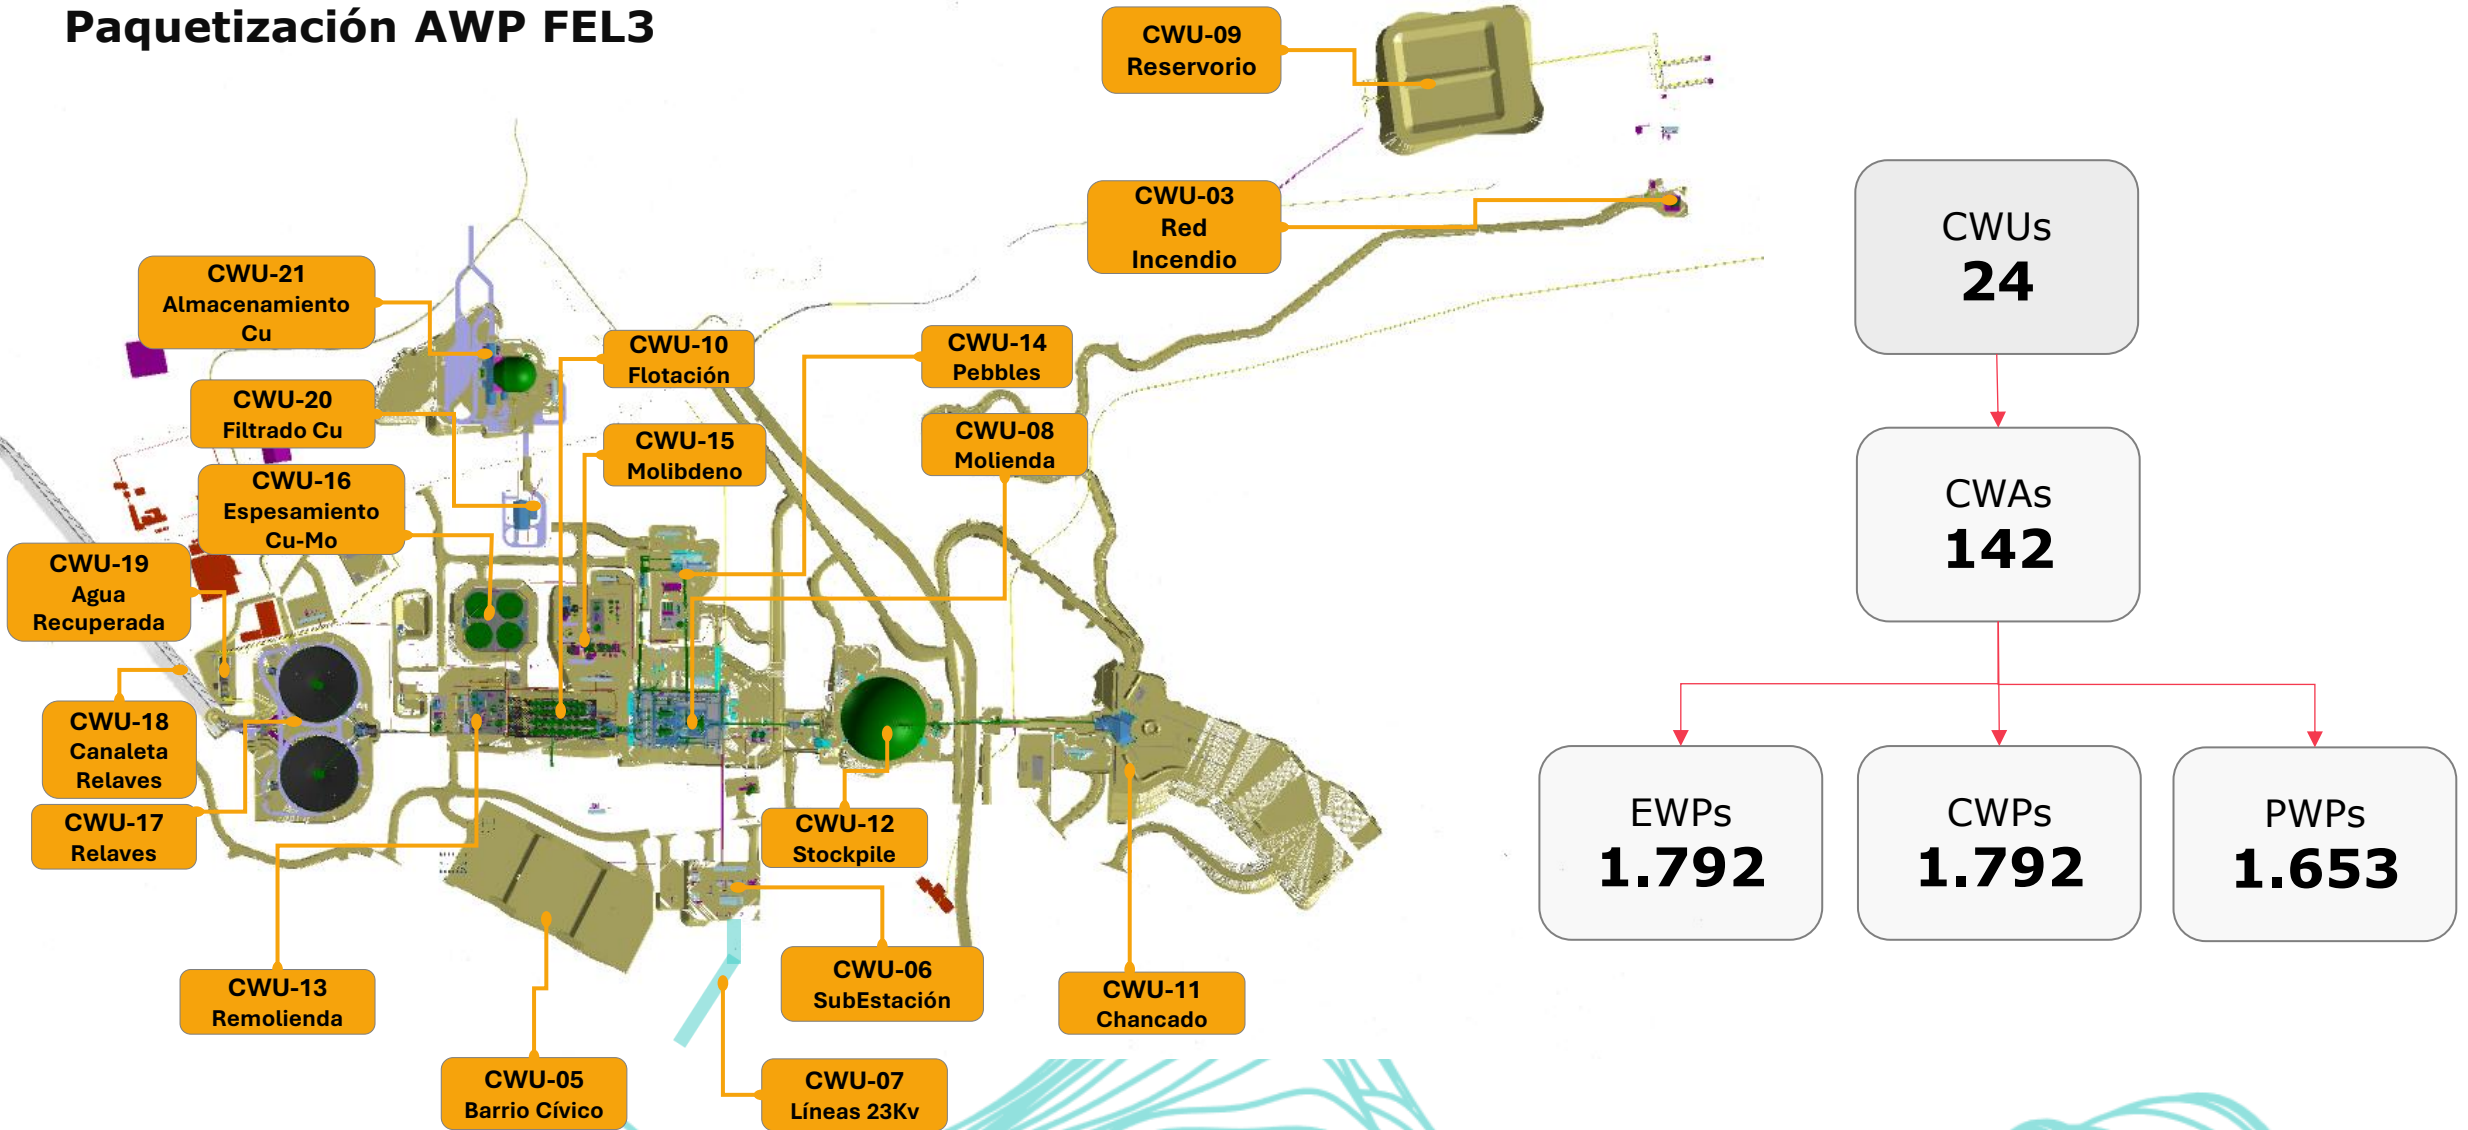 Paquetización AWP FEL3
CWU-09
Reservorio
CWU-03
Red
Incendio
CWU-21
Almacenamiento
Cu
CWU-10
Flotación
CWU-14
Pebbles
CWU-20
Filtrado Cu
CWU-15
Molibdeno
CWU-08
Molienda
CWU-16
Espesamiento
Cu-Mo
CWU-19
Agua
Recuperada
CWU-18
Canaleta
Relaves
CWU-17
Relaves
CWU-12
Stockpile
CWU-13
Remolienda
CWU-06
SubEstación
CWU-11
Chancado
CWU-05
Barrio Cívico
CWU-07
Líneas 23Kv
CWUs
24
CWAs
142
EWPs
1.792
CWPs
1.792
PWPs
1.653